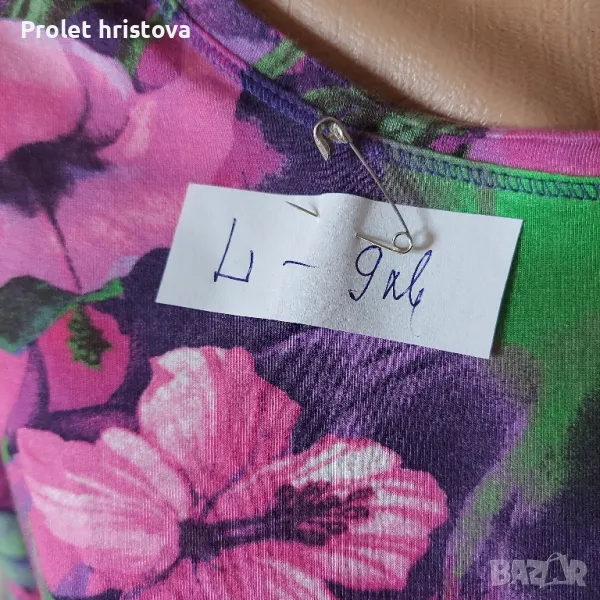 Prolet hristova
L - 9лв
BAZAR